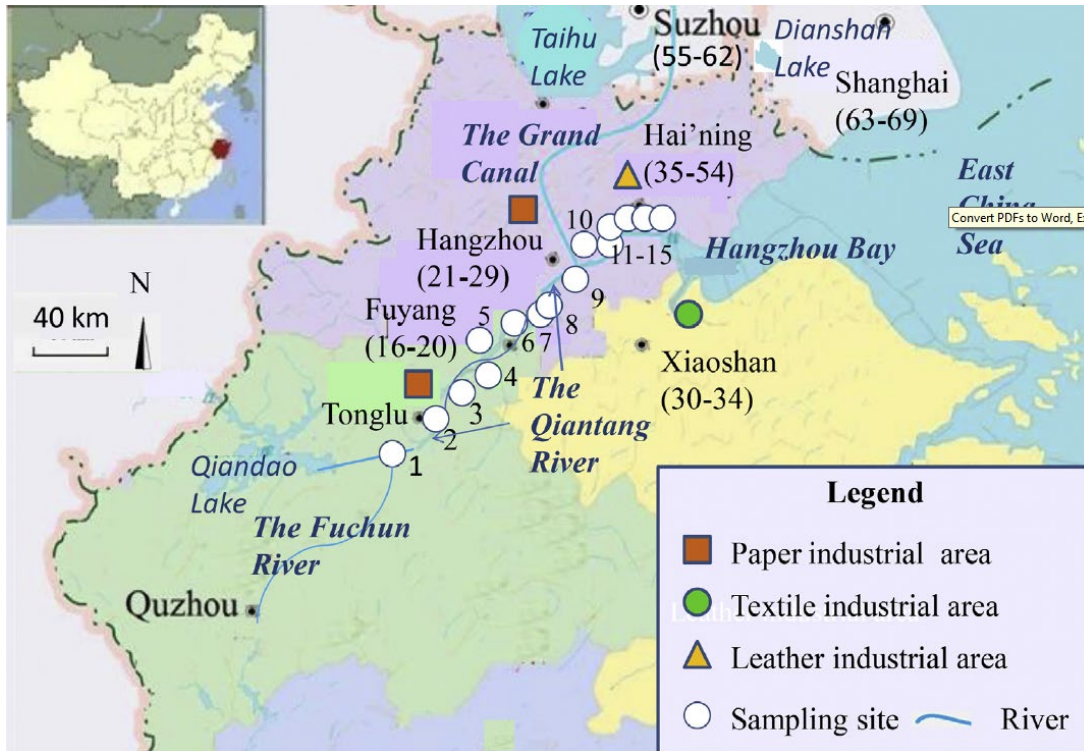 Taihu
Lake
Suzhou
(55-62)
Dianshan
Lake
Shanghai
(63-69)
The Grand
Canal
Hai'ning
(35-54)
East
China
Sea
Convert PDFs to Word, Ex
Hangzhou
(21-29)
10
11-15
Hangzhou Bay
N
40 km
Fuyang
(16-20)
5
6
7
8
9
Xiaoshan
(30-34)
4
3
Tonglu
2
1
The
Qiantang
River
Qiandao
Lake
The Fuchun
River
Quzhou
Legend
Paper industrial area
Textile industrial area
Leather industrial area
Sampling site
River